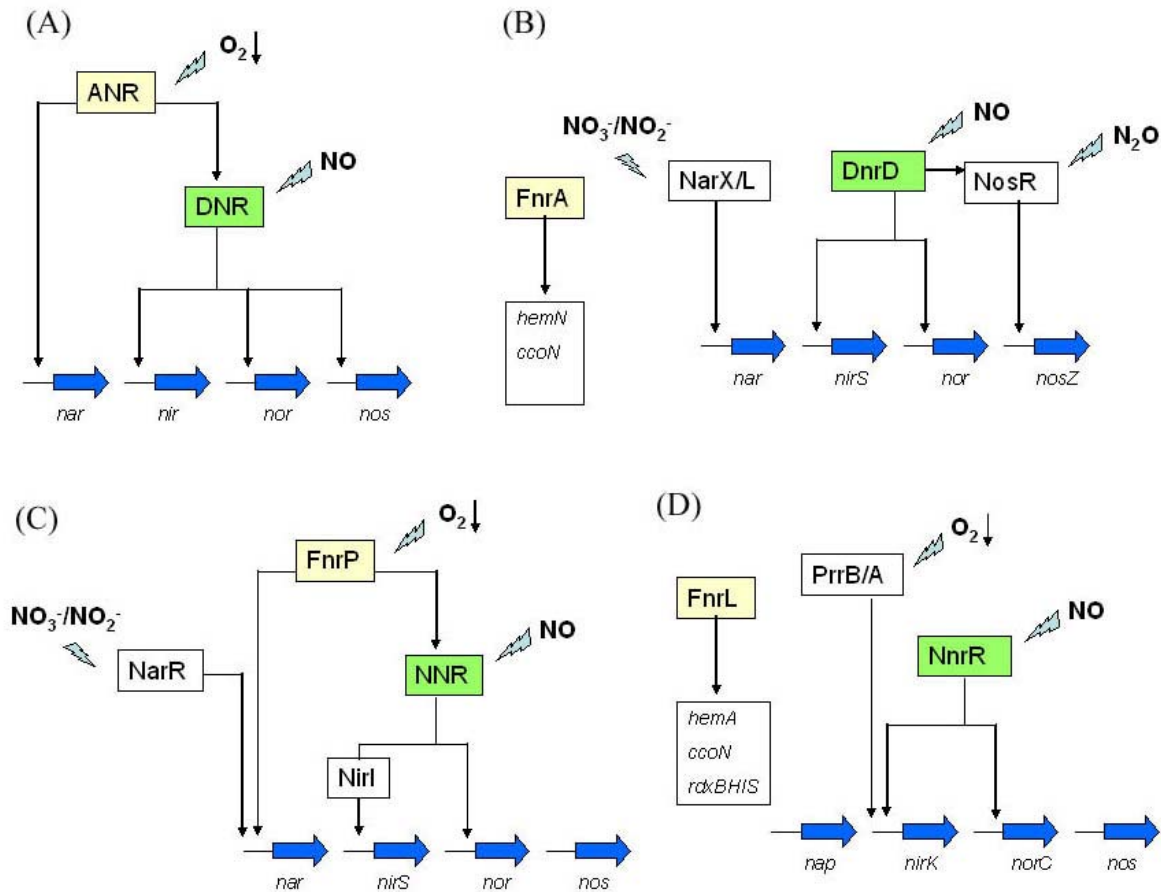 (A)
O₂↓
ANR
NO
DNR
nar nir nor nos
(B)
NO₃⁻/NO₂⁻
NO
N₂O
FnrA
NarX/L
DnrD
NosR
hemN
ccoN
nar nirS nor nosZ
(C)
O₂↓
FnrP
NO₃⁻/NO₂⁻
NarR
NO
NNR
NirI
nar nirS nor nos
(D)
O₂↓
PrrB/A
FnrL
NO
NnrR
hemA
ccoN
rdxBHIS
nap nirK norC nos